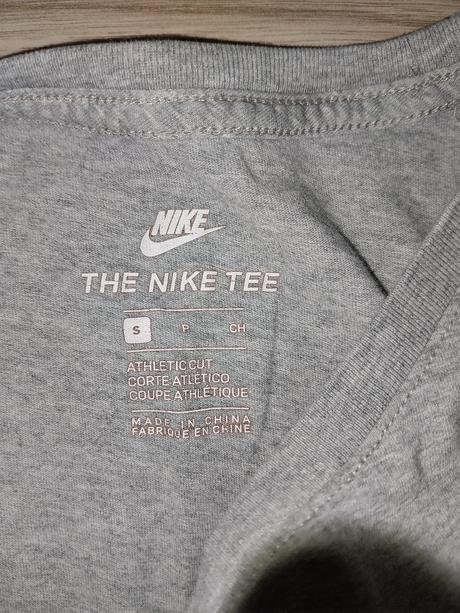 NIKE
THE NIKE TEE
S P CH
ATHLETIC CUT
CORTE ATLÉTICO
COUPE ATHLÉTIQUE
MADE IN CHINA
FABRIQUÉ EN CHINE